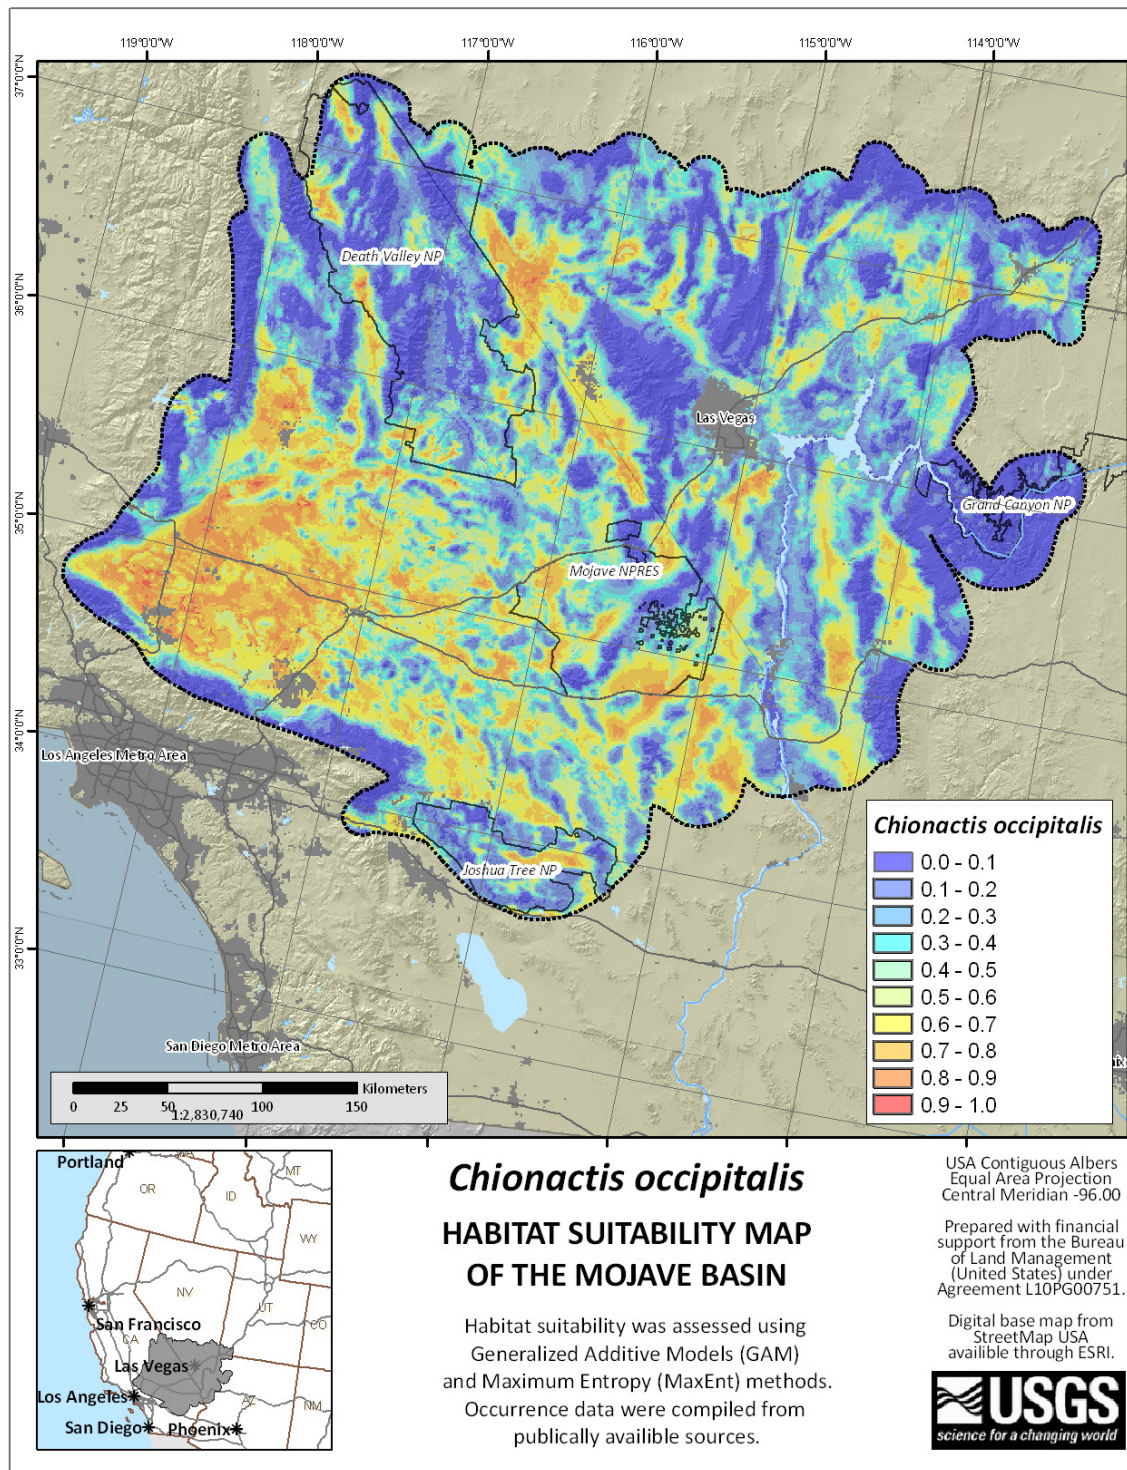 119°0'0"W
118°0'0"W
117°0'0"W
116°0'0"W
115°0'0"W
114°0'0"W
37°0'0"N
36°0'0"N
35°0'0"N
34°0'0"N
33°0'0"N
Death Valley NP
Las Vegas
Grand Canyon NP
Mojave NPRES
Los Angeles Metro Area
Joshua Tree NP
San Diego Metro Area
Chionactis occipitalis
0.0 - 0.1
0.1 - 0.2
0.2 - 0.3
0.3 - 0.4
0.4 - 0.5
0.5 - 0.6
0.6 - 0.7
0.7 - 0.8
0.8 - 0.9
0.9 - 1.0
Kilometers
0 25 50 100 150
1:2,830,740
Portland
WA
MT
OR
ID
WY
NV
UT
CO
San Francisco
CA
Las Vegas
Los Angeles
AZ
NM
San Diego
Phoenix
Chionactis occipitalis
HABITAT SUITABILITY MAP
OF THE MOJAVE BASIN
Habitat suitability was assessed using
Generalized Additive Models (GAM)
and Maximum Entropy (MaxEnt) methods.
Occurrence data were compiled from
publically availible sources.
USA Contiguous Albers
Equal Area Projection
Central Meridian -96.00
Prepared with financial
support from the Bureau
of Land Management
(United States) under
Agreement L10PG00751.
Digital base map from
StreetMap USA
availible through ESRI.
USGS
science for a changing world